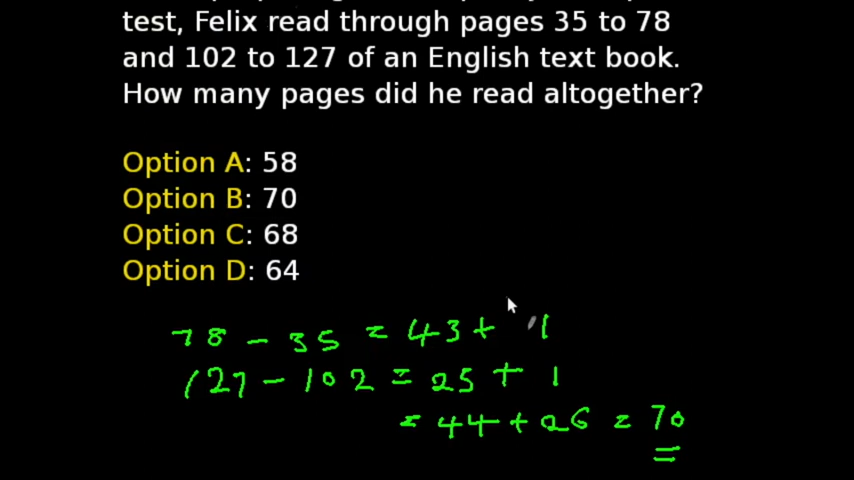 test, Felix read through pages 35 to 78
and 102 to 127 of an English text book.
How many pages did he read altogether?
Option A: 58
Option B: 70
Option C: 68
Option D: 64
78 - 35 = 43 + 1
127 - 102 = 25 + 1
= 44 + 26 = 70